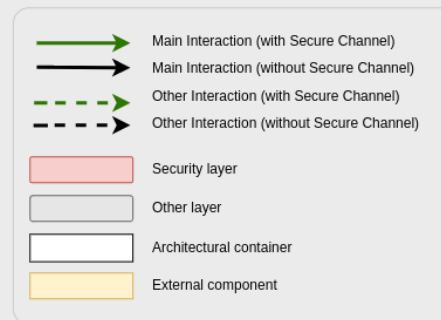 Main Interaction (with Secure Channel)
Main Interaction (without Secure Channel)
Other Interaction (with Secure Channel)
Other Interaction (without Secure Channel)
Security layer
Other layer
Architectural container
External component